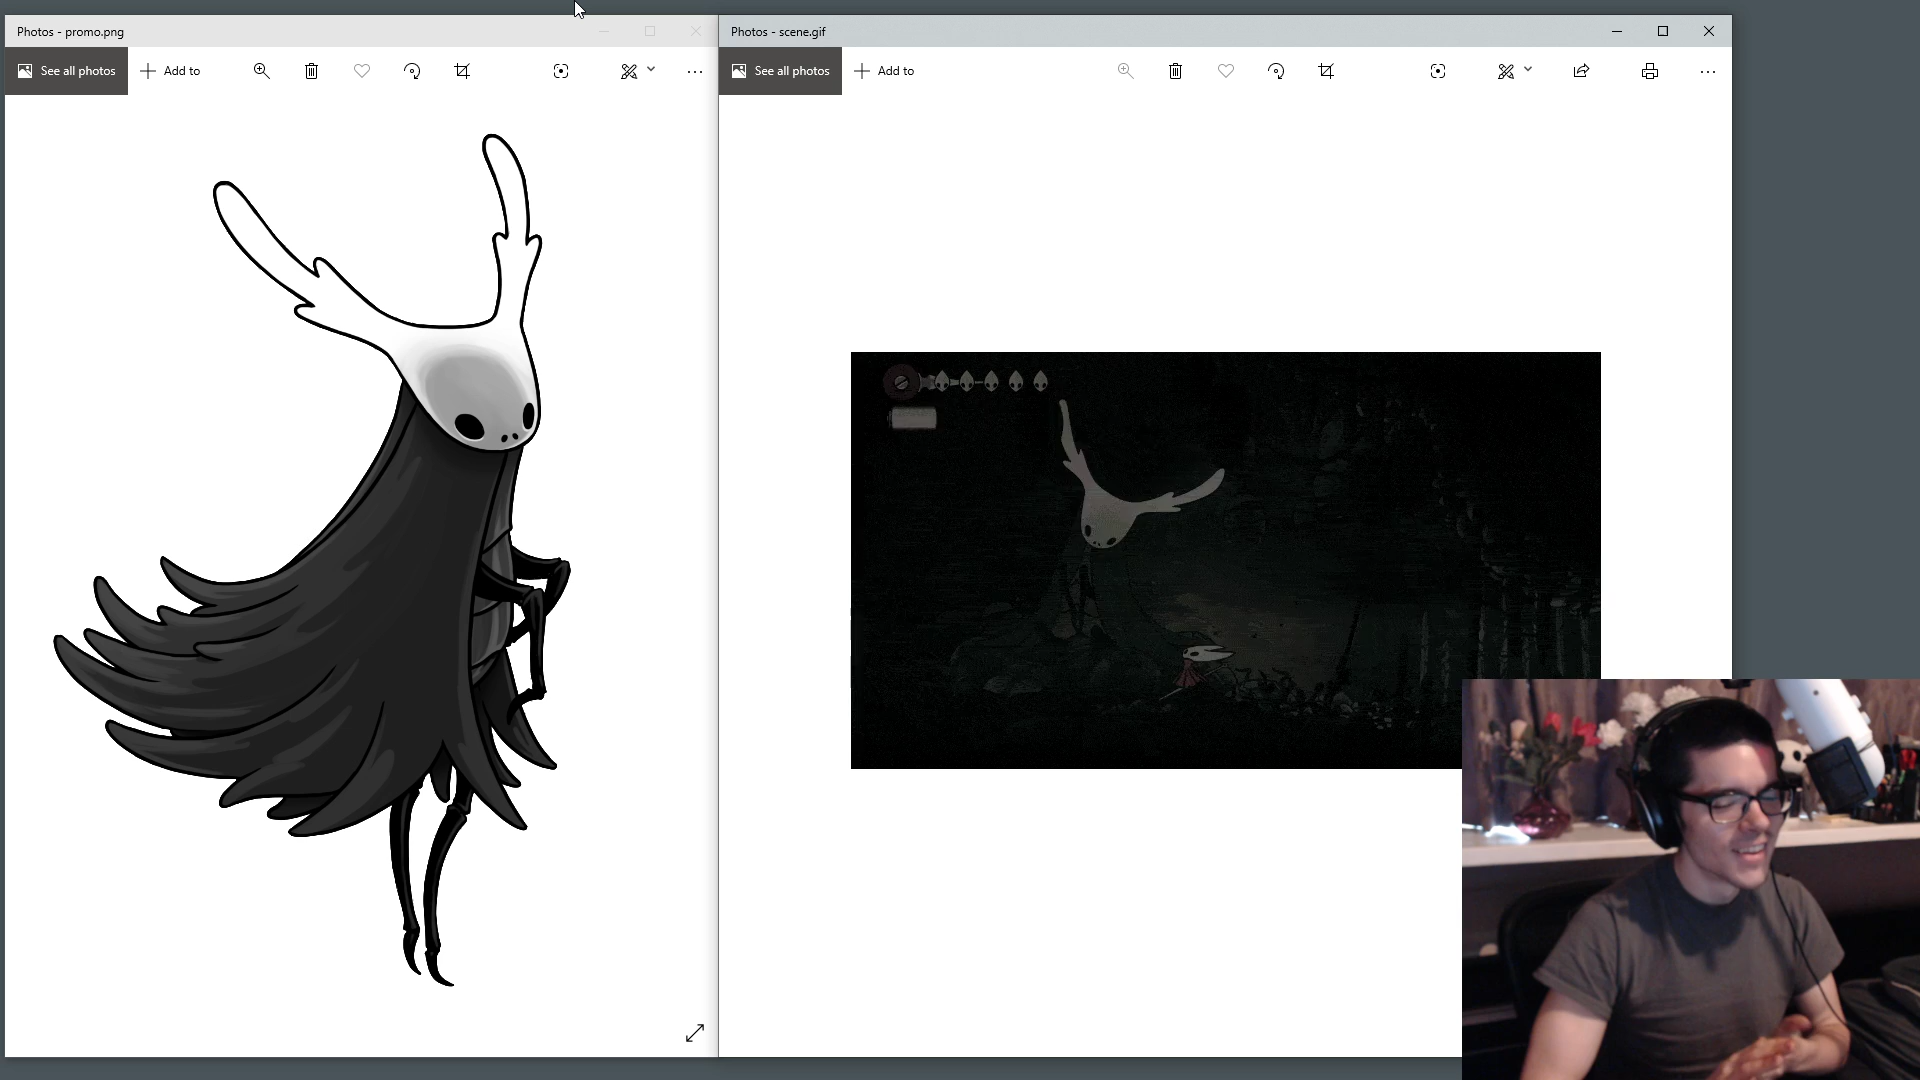 Photos - promo.png
See all photos
Add to
Photos - scene.gif
See all photos
Add to